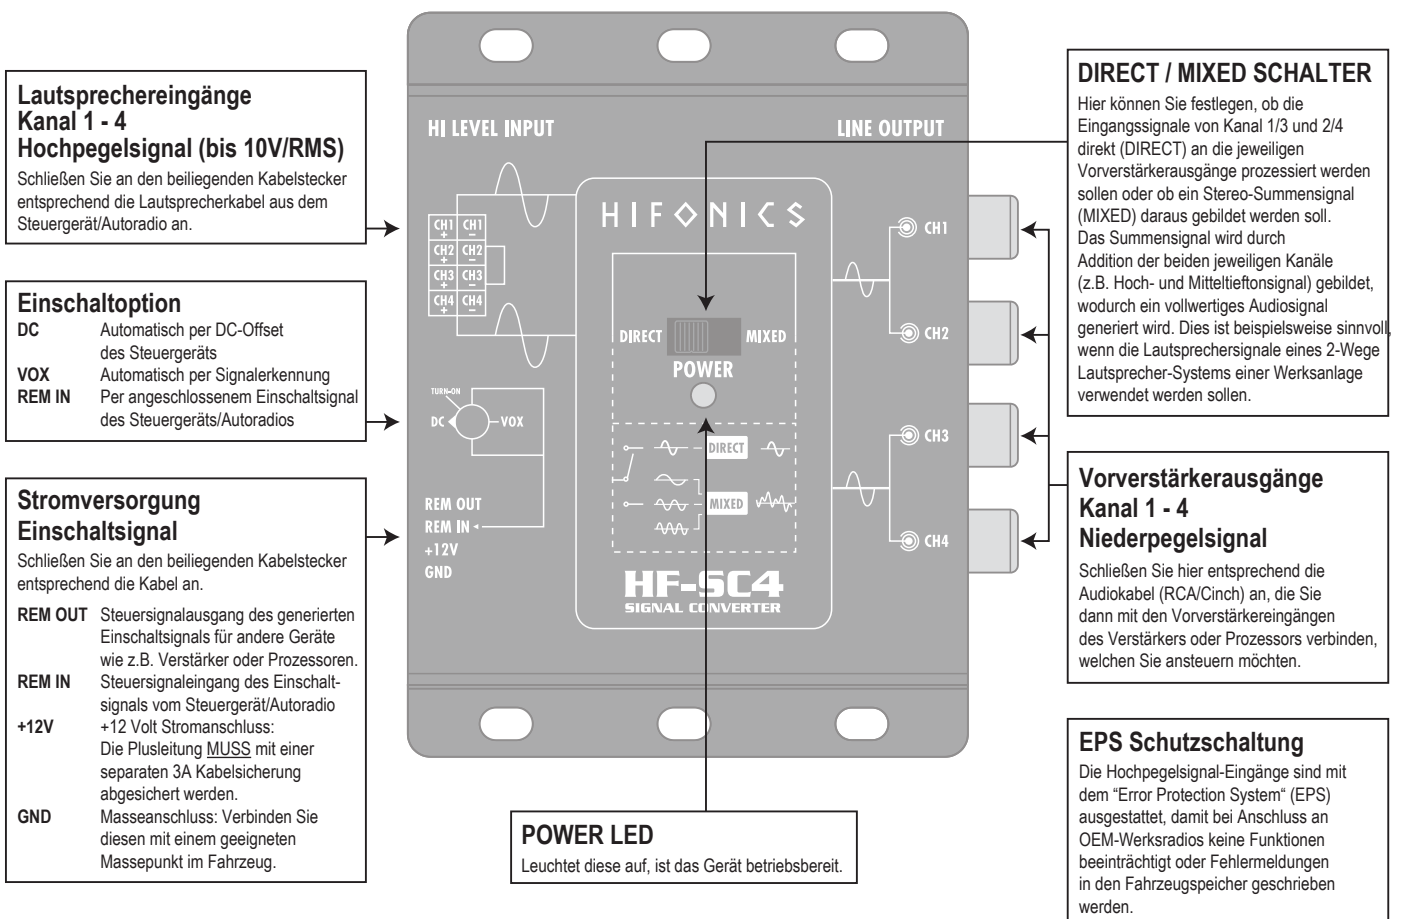 Lautsprechereingänge
Kanal 1 - 4
Hochpegelsignal (bis 10V/RMS)
Schließen Sie an den beiliegenden Kabelstecker
entsprechend die Lautsprecherkabel aus dem
Steuergerät/Autoradio an.
Einschaltoption
DC Automatisch per DC-Offset
des Steuergeräts
VOX Automatisch per Signalerkennung
REM IN Per angeschlossenem Einschaltsignal
des Steuergeräts/Autoradios
Stromversorgung
Einschaltsignal
Schließen Sie an den beiliegenden Kabelstecker
entsprechend die Kabel an.
REM OUT Steuersignalausgang des generierten
Einschaltsignals für andere Geräte
wie z.B. Verstärker oder Prozessoren.
REM IN Steuersignaleingang des Einschalt-
signals vom Steuergerät/Autoradio
+12V +12 Volt Stromanschluss:
Die Plusleitung MUSS mit einer
separaten 3A Kabelsicherung
abgesichert werden.
GND Masseanschluss: Verbinden Sie
diesen mit einem geeigneten
Massepunkt im Fahrzeug.
HI LEVEL INPUT
LINE OUTPUT
HIFONICS
CH1 CH1
+ –
CH2 CH2
+ –
CH3 CH3
+ –
CH4 CH4
+ –
TURN-ON
DC VOX
REM OUT
REM IN
+12V
GND
DIRECT MIXED
POWER
DIRECT
MIXED
HF-SC4
SIGNAL CONVERTER
CH1
CH2
CH3
CH4
POWER LED
Leuchtet diese auf, ist das Gerät betriebsbereit.
DIRECT / MIXED SCHALTER
Hier können Sie festlegen, ob die
Eingangssignale von Kanal 1/3 und 2/4
direkt (DIRECT) an die jeweiligen
Vorverstärkerausgänge prozessiert werden
sollen oder ob ein Stereo-Summensignal
(MIXED) daraus gebildet werden soll.
Das Summensignal wird durch
Addition der beiden jeweiligen Kanäle
(z.B. Hoch- und Mitteltieftonsignal) gebildet,
wodurch ein vollwertiges Audiosignal
generiert wird. Dies ist beispielsweise sinnvoll,
wenn die Lautsprechersignale eines 2-Wege
Lautsprecher-Systems einer Werksanlage
verwendet werden sollen.
Vorverstärkerausgänge
Kanal 1 - 4
Niederpegelsignal
Schließen Sie hier entsprechend die
Audiokabel (RCA/Cinch) an, die Sie
dann mit den Vorverstärkereingängen
des Verstärkers oder Prozessors verbinden,
welchen Sie ansteuern möchten.
EPS Schutzschaltung
Die Hochpegelsignal-Eingänge sind mit
dem “Error Protection System“ (EPS)
ausgestattet, damit bei Anschluss an
OEM-Werksradios keine Funktionen
beeinträchtigt oder Fehlermeldungen
in den Fahrzeugspeicher geschrieben
werden.